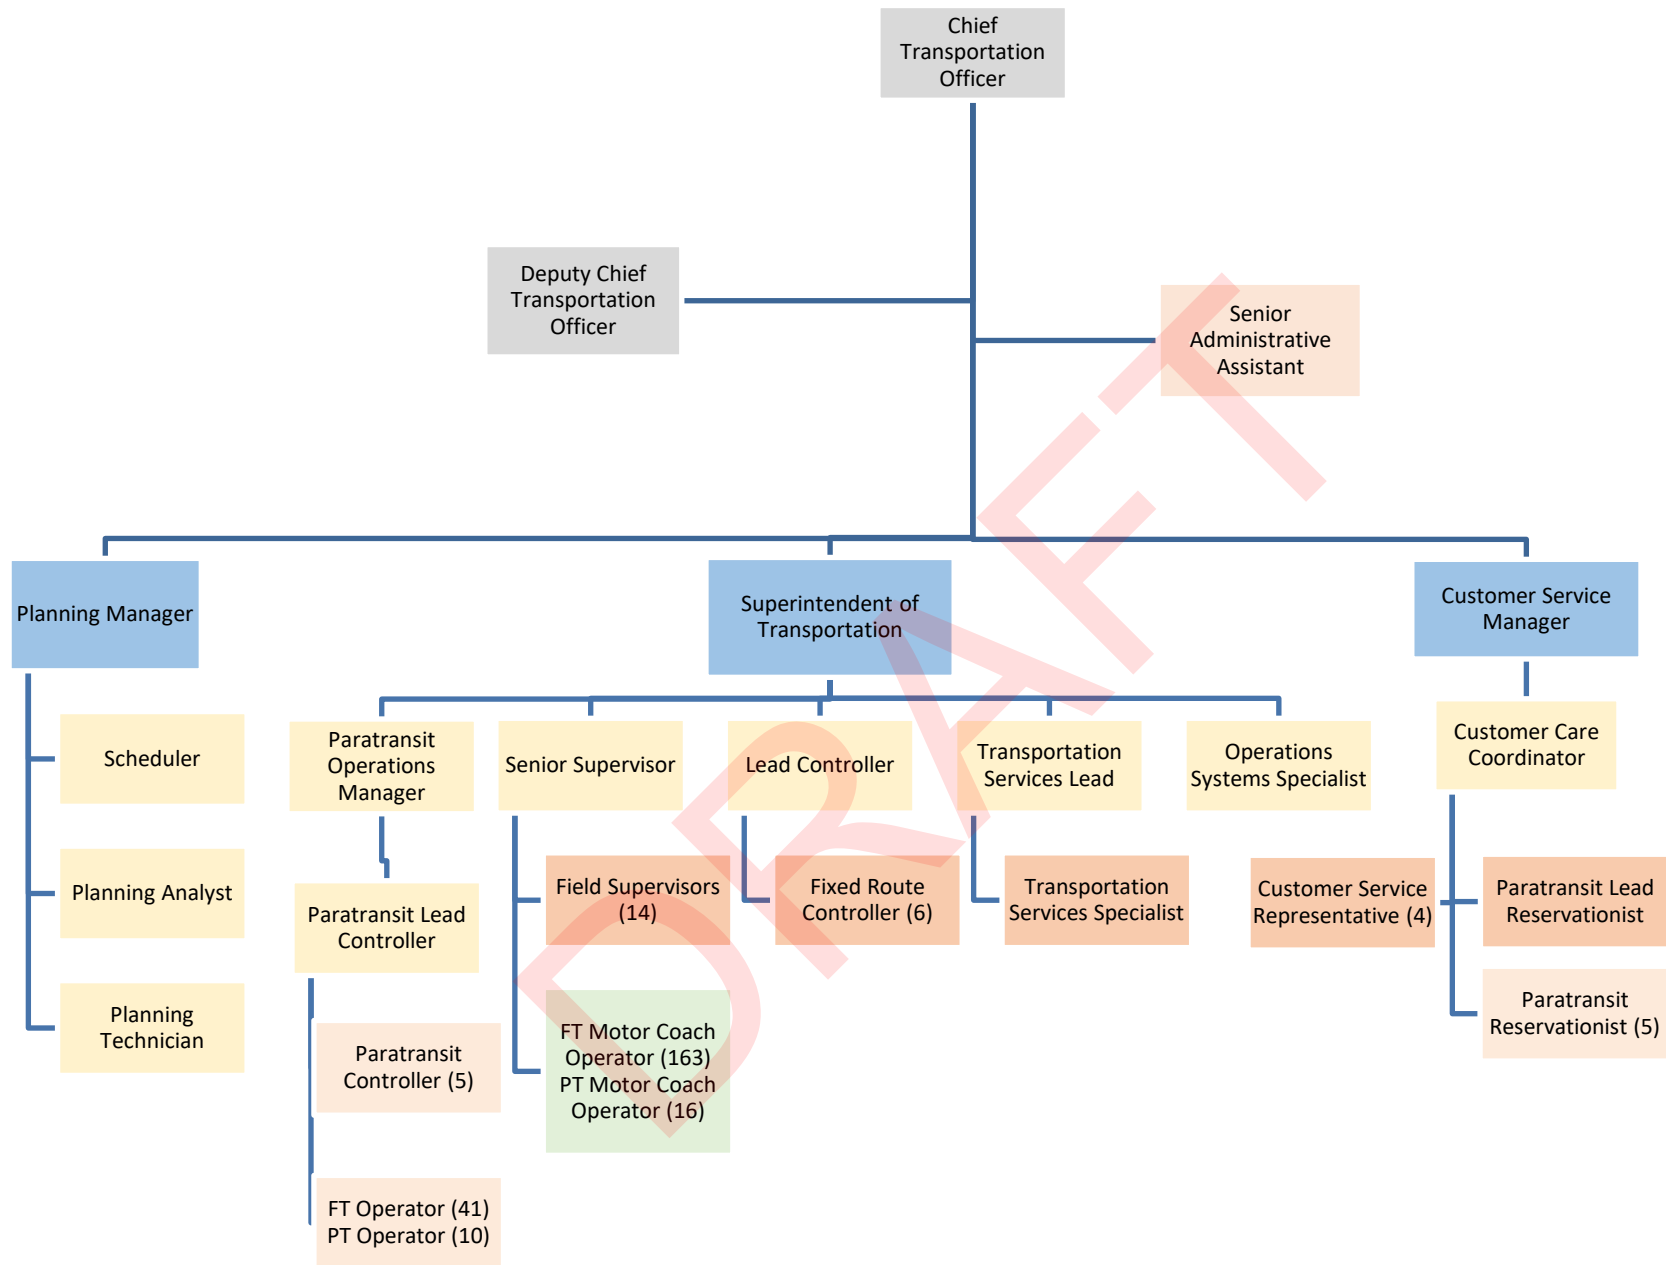 Chief
Transportation
Officer
Deputy Chief
Transportation
Officer
Senior
Administrative
Assistant
Planning Manager
Superintendent of
Transportation
Customer Service
Manager
Scheduler
Planning Analyst
Planning
Technician
Paratransit
Operations
Manager
Senior Supervisor
Lead Controller
Transportation
Services Lead
Operations
Systems Specialist
Customer Care
Coordinator
Paratransit Lead
Controller
Field Supervisors
(14)
Fixed Route
Controller (6)
Transportation
Services Specialist
Customer Service
Representative (4)
Paratransit Lead
Reservationist
Paratransit
Reservationist (5)
Paratransit
Controller (5)
FT Motor Coach
Operator (163)
PT Motor Coach
Operator (16)
FT Operator (41)
PT Operator (10)
DRAFT